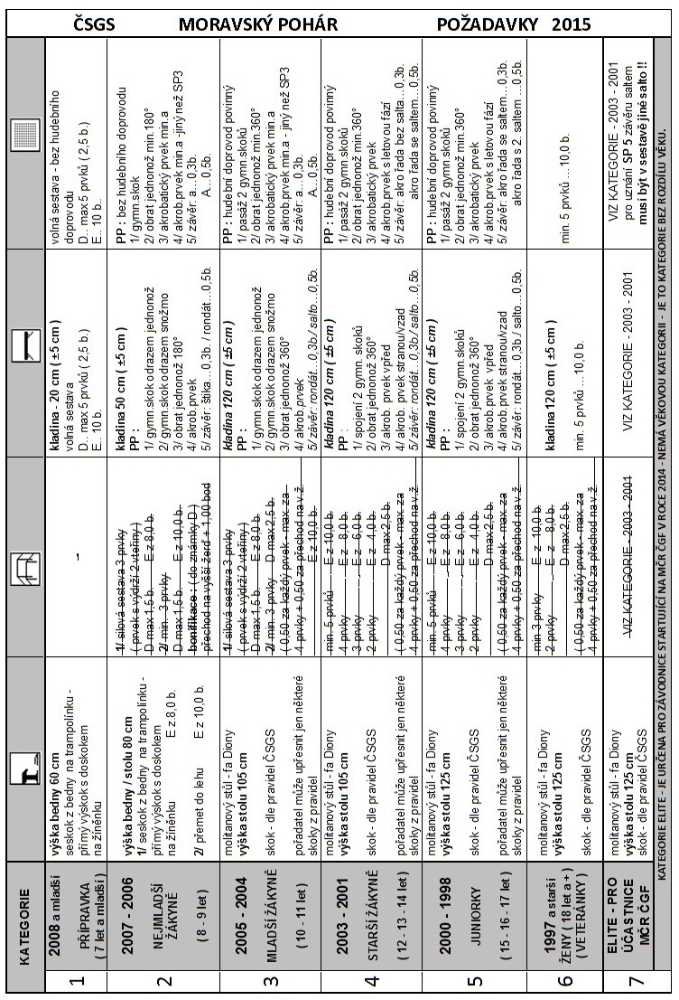 ČSGS MORAVSKÝ POHÁR POŽADAVKY 2015
KATEGORIE
1
2008 a mladší
PŘÍPRAVKA
( 7 let a mladší )
výška bedny 60 cm
seskok z bedny na trampolínku -
přímý výskok s doskokem
na žíněnku
-
kladina - 20 cm ( ±5 cm )
volná sestava
D.. max 5 prvků ( 2,5 b.)
E.. 10 b.
volná sestava - bez hudebního
doprovodu
D.. max 5 prvků ( 2,5 b.)
E.. 10 b..
2
2007 - 2006
NEJMLADŠÍ
ŽÁKYNĚ
( 8 - 9 let )
výška bedny / stolu 80 cm
1/ seskok z bedny na trampolínku -
přímý výskok s doskokem
na žíněnku E z 8,0 b.
2/ přemet do lehu E z 10,0 b.
1/ silová sestava 3 prvky
( prvek s výdrží 2 vteřiny )
D max 1,5 b. E z 8,0 b.
2/ min. 3 prvky
D max 1,5 b. E z 10,0 b.
bonifikace : ( do známky D )
přechod na vyšší žerď + 1,00 bod
kladina 50 cm ( ±5 cm )
PP :
1/ gymn.skok odrazem jednonož
2/ gymn.skok odrazem snožmo
3/ obrat jednonož 180°
4/ akrob.prvek
5/ závěr: štika…0,3b. / rondát…0,5b.
PP : bez hudebního doprovodu
1/ gymn.skok
2/ obrat jednonož min.180°
3/ akrobatický prvek min.a
4/ akrob.prvek min.a -jiný než SP3
5/ závěr: a…0,3b.
A…0,5b.
3
2005 - 2004
MLADŠÍ ŽÁKYNĚ
( 10 - 11 let )
molitanový stůl - fa Diony
výška stolu 105 cm
skok - dle pravidel ČSGS
pořadatel může upřesnit jen některé
skoky z pravidel
1/ silová sestava 3 prvky
( prvek s výdrží 2 vteřiny )
D max 1,5 b. E z 8,0 b.
2/ min. 3 prvky D max 2,5 b.
( 0,50 za každý prvek - max. za
4 prvky + 0,50 za přechod na v.ž.
E z 10,0 b.
kladina 120 cm ( ±5 cm )
PP :
1/ gymn.skok odrazem jednonož
2/ gymn.skok odrazem snožmo
3/ obrat jednonož 360°
4/ akrob.prvek
5/ závěr: rondát…0,3b / salto…0,5b.
PP : hudební doprovod povinný
1/ pasáž 2 gymn.skoků
2/ obrat jednonož min.360°
3/ akrobatický prvek min.a
4/ akrob.prvek min.a - jiný než SP3
5/ závěr: a…0,3b.
A…0,5b.
4
2003 - 2001
STARŠÍ ŽÁKYNĚ
( 12 - 13 - 14 let )
molitanový stůl - fa Diony
výška stolu 105 cm
skok - dle pravidel ČSGS
pořadatel může upřesnit jen některé
skoky z pravidel
min. 5 prvků E z 10,0 b.
4 prvky E z 8,0 b.
3 prvky E z 6,0 b.
2 prvky E z 4,0 b.
D max 2,5 b.
( 0,50 za každý prvek - max. za
4 prvky + 0,50 za přechod na v.ž.
kladina 120 cm ( ±5 cm )
PP :
1/ spojení 2 gymn. skoků
2/ obrat jednonož 360°
3/ akrob. prvek vpřed
4/ akrob. prvek stranou/vzad
5/ závěr: rondát…0,3b / salto…0,5b.
PP : hudební doprovod povinný
1/ pasáž 2 gymn.skoků
2/ obrat jednonož min.360°
3/ akrobatický prvek
4/ akrob.prvek s letovou fází
5/ závěr: akro řada bez salta…0,3b.
akro řada se saltem…0,5b.
5
2000 - 1998
JUNIORKY
( 15 - 16 - 17 let )
molitanový stůl - fa Diony
výška stolu 125 cm
skok - dle pravidel ČSGS
pořadatel může upřesnit jen některé
skoky z pravidel
min. 5 prvků E z 10,0 b.
4 prvky E z 8,0 b.
3 prvky E z 6,0 b.
2 prvky E z 4,0 b.
D max 2,5 b.
( 0,50 za každý prvek - max. za
4 prvky + 0,50 za přechod na v.ž.
kladina 120 cm ( ±5 cm )
PP :
1/ spojení 2 gymn. skoků
2/ obrat jednonož 360°
3/ akrob. prvek vpřed
4/ akrob. prvek stranou/vzad
5/ závěr: rondát…0,3b / salto…0,5b.
PP : hudební doprovod povinný
1/ pasáž 2 gymn.skoků
2/ obrat jednonož min.360°
3/ akrobatický prvek
4/ akrob.prvek s letovou fází
5/ závěr: akro řada se saltem…0,3b.
akro řada s 2. saltem…0,5b.
6
1997 a starší
ŽENY ( 18 let a + )
( VETERÁNKY )
molitanový stůl - fa Diony
výška stolu 125 cm
skok - dle pravidel ČSGS
min 3 prvky E z 10,0 b.
2 prvky E z 8,0 b.
D max 2,5 b.
( 0,50 za každý prvek - max. za
4 prvky + 0,50 za přechod na v.ž.
kladina 120 cm ( ±5 cm )
min. 5 prvků …10,0 b.
min. 5 prvků … 10,0 b.
7
ELITE - PRO
ÚČASTNICE
MČR ČGF
molitanový stůl - fa Diony
výška stolu 125 cm
skok - dle pravidel ČSGS
VIZ KATEGORIE - 2003 - 2001
VIZ KATEGORIE - 2003 - 2001
VIZ KATEGORIE - 2003 - 2001
pro uznání SP 5 závěru saltem
musí být v sestavě jiné salto !!
KATEGORIE ELITE - JE URČENA PRO ZÁVODNICE STARTUJÍCÍ NA MČR ČGF V ROCE 2014 - NEMÁ VĚKOVOU KATEGORII - JE TO KATEGORIE BEZ ROZDÍLU VĚKU.